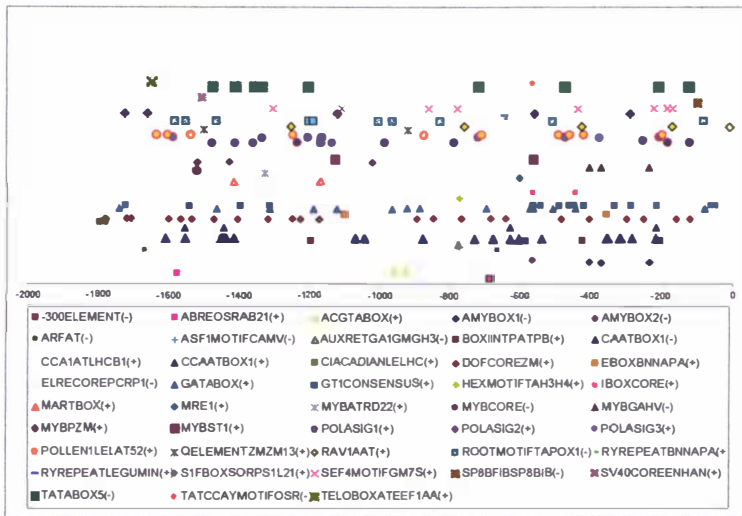 -2000 -1800 -1600 -1400 -1200 -1000 -800 -600 -400 -200 0
-300ELEMENT(-) ABREOSRAB21(+) ACGTABOX(+) AMYBOX1(-) AMYBOX2(-)
ARFAT(-) ASF1MOTIFCAMV(-) AUXRETGA1GMGH3(-) BOXIINTPATPB(+) CAATBOX1(-)
CCA1ATLHCB1(+) CCAATBOX1(+) CIACADIANLELHC(+) DOFCOREZM(+) EBOXBNNAPA(+)
ELRECOREPCRP1(-) GATABOX(+) GT1CONSENSUS(+) HEXMOTIFTAH3H4(+) IBOXCORE(+)
MARTBOX(+) MRE1(+) MYBATRD22(+) MYBCORE(-) MYBGAHV(-)
MYBPZM(+) MYBST1(+) POLASIG1(+) POLASIG2(+) POLASIG3(+)
POLLEN1LELAT52(+) QELEMENTZMZM13(+) RAV1AAT(+) ROOTMOTIFTAPOX1(-) RYREPEATBNNAPA(+
RYREPEATLEGUMIN(+ S1FBOXSORPS1L21(+) SEF4MOTIFGM7S(+) SP8BFIBSP8BIB(-) SV40COREENHAN(+)
TATABOX5(-) TATCCAYMOTIFOSR(- TELOBOXATEEF1AA(+)